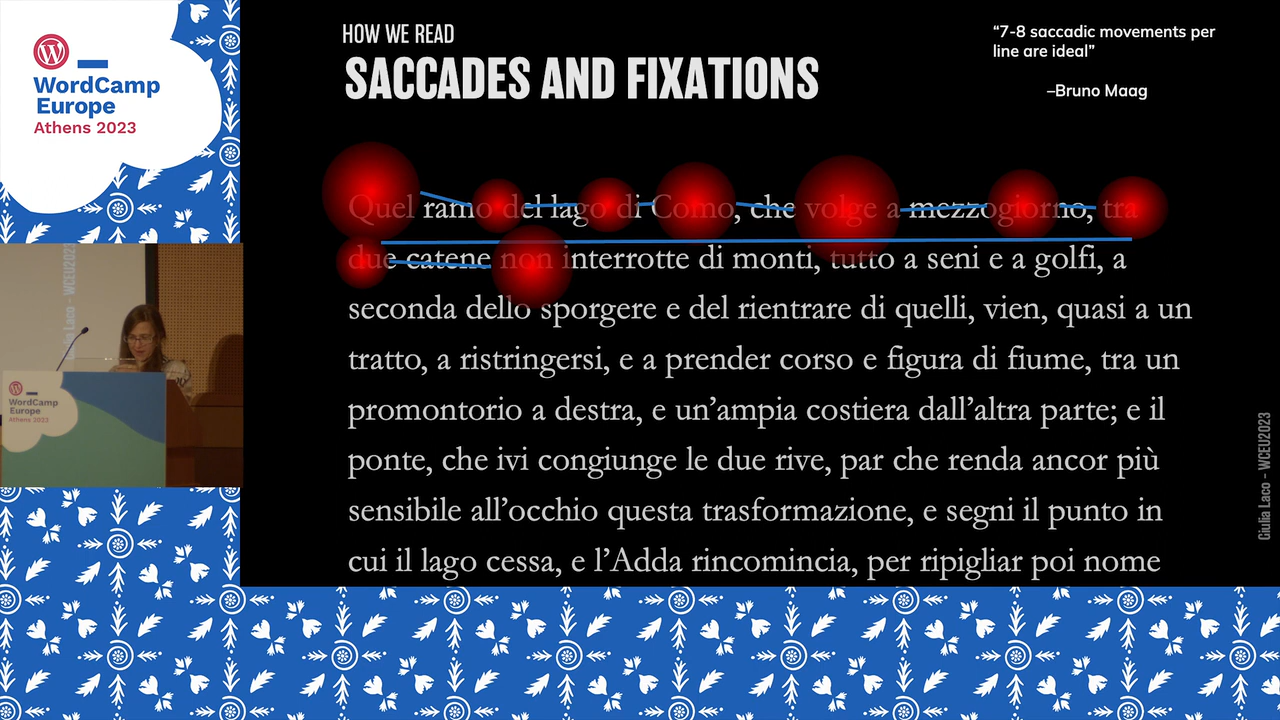 WordCamp
Europe
Athens 2023
HOW WE READ
SACCADES AND FIXATIONS
“7-8 saccadic movements per
line are ideal”
–Bruno Maag
Quel ramo del lago di Como, che volge a mezzogiorno, tra
due catene non interrotte di monti, tutto a seni e a golfi, a
seconda dello sporgere e del rientrare di quelli, vien, quasi a un
tratto, a ristringersi, e a prender corso e figura di fiume, tra un
promontorio a destra, e un’ampia costiera dall’altra parte; e il
ponte, che ivi congiunge le due rive, par che renda ancor più
sensibile all’occhio questa trasformazione, e segni il punto in
cui il lago cessa, e l’Adda rincomincia, per ripigliar poi nome
Giulia Laco – WCEU2023
Laco - WCEU2023
WordCamp
Europe
Athens 2023